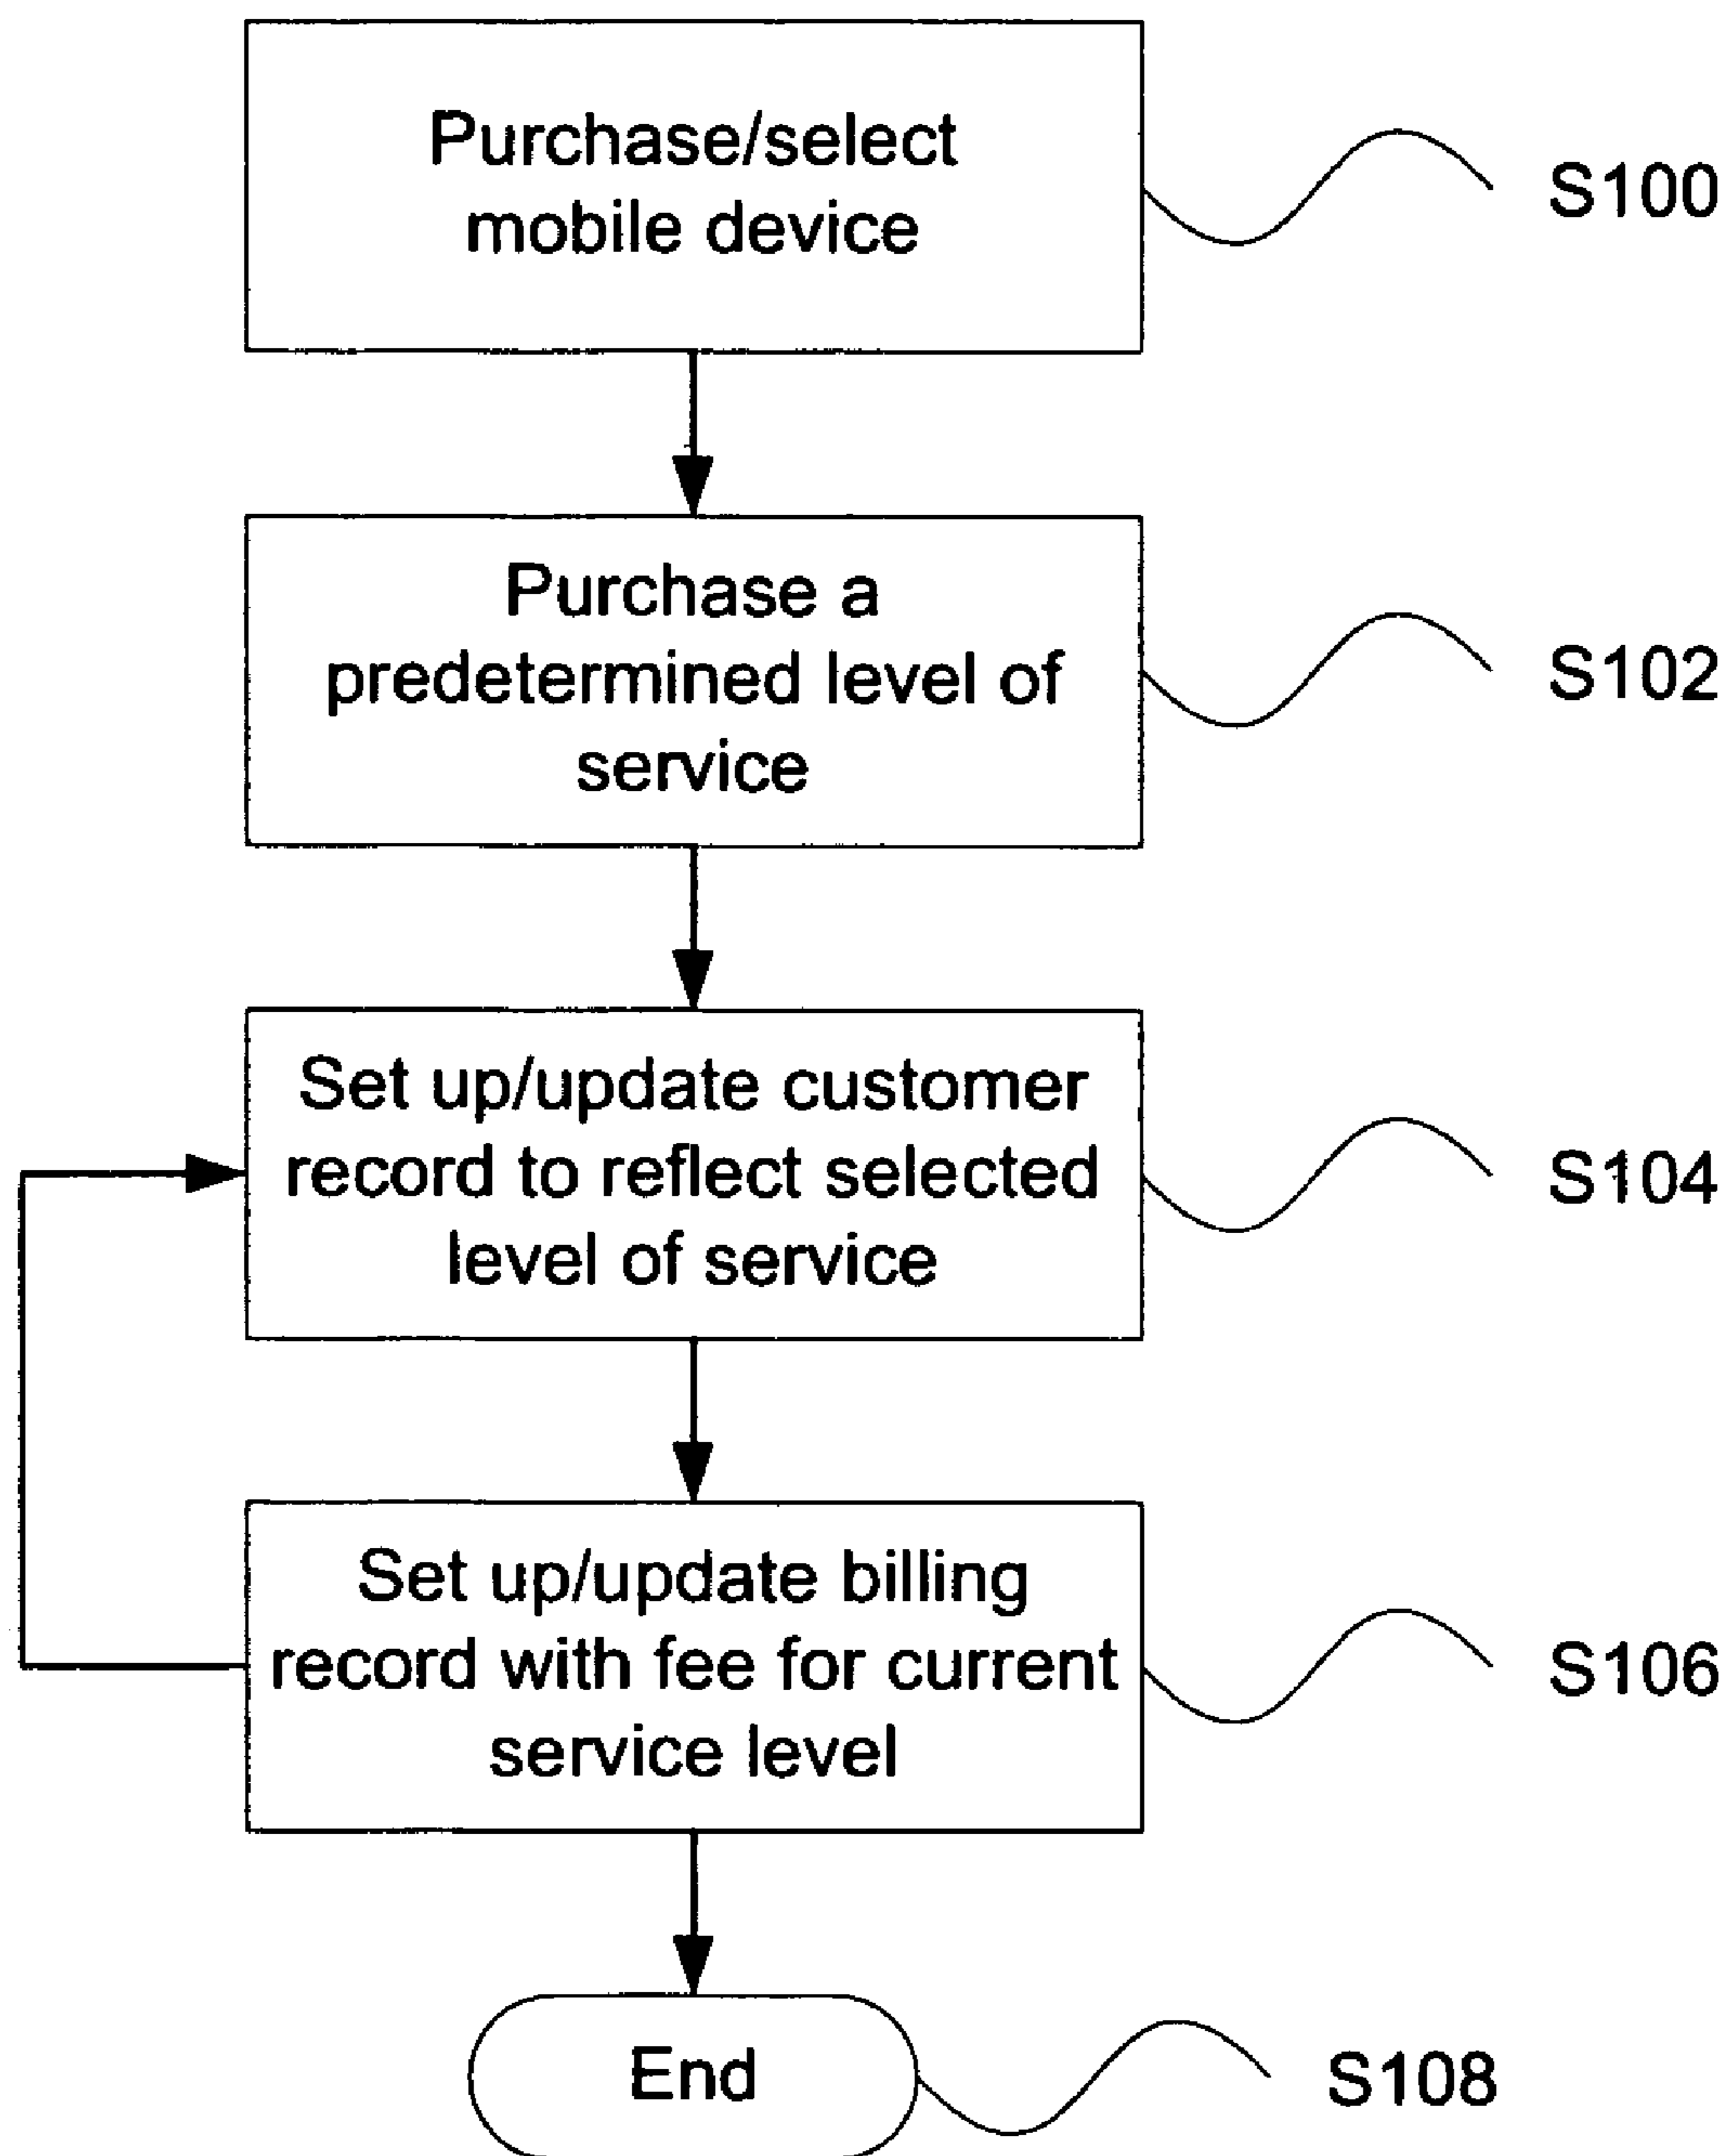 Purchase/select
mobile device
S100
Purchase a
predetermined level of
service
S102
Set up/update customer
record to reflect selected
level of service
S104
Set up/update billing
record with fee for current
service level
S106
End
S108